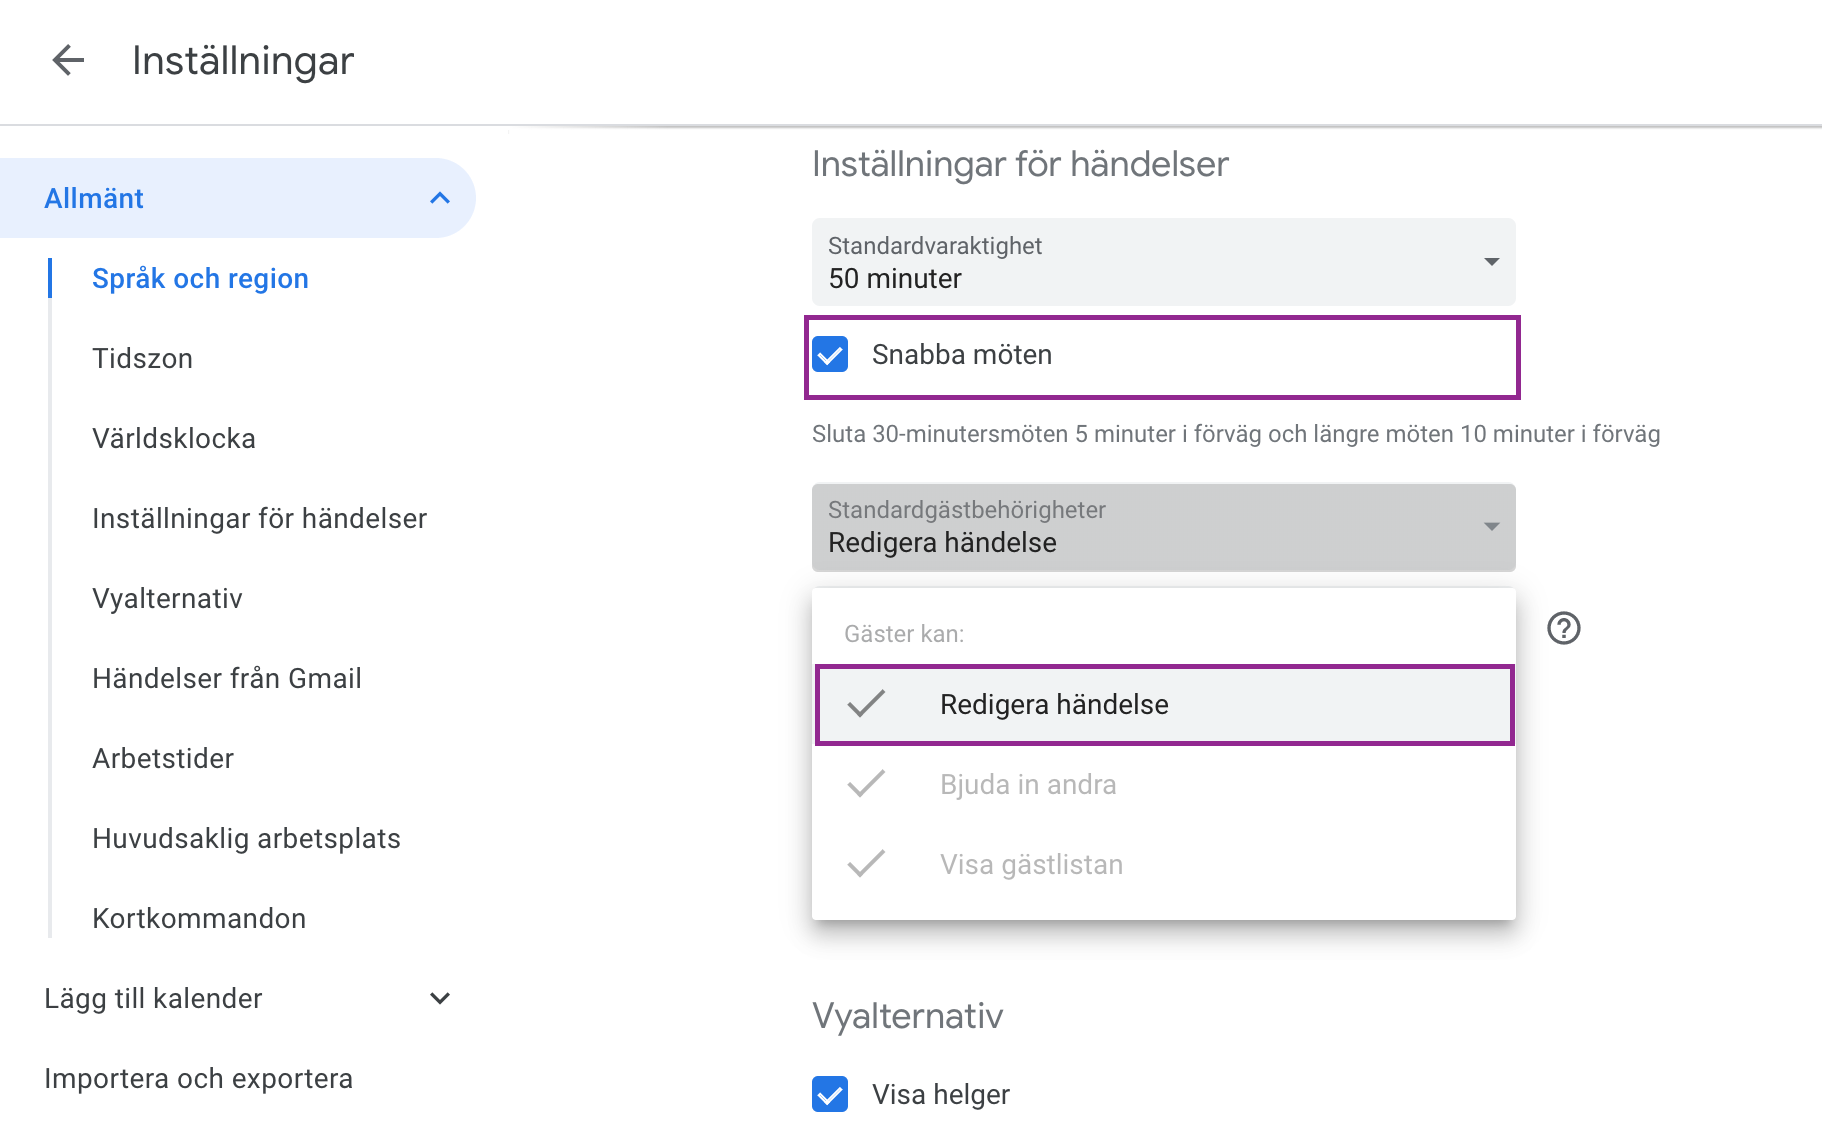 Inställningar
Allmänt
Språk och region
Tidszon
Världsklocka
Inställningar för händelser
Vyalternativ
Händelser från Gmail
Arbetstider
Huvudsaklig arbetsplats
Kortkommandon
Lägg till kalender
Importera och exportera
Inställningar för händelser
Standardvaraktighet
50 minuter
Snabba möten
Sluta 30-minutersmöten 5 minuter i förväg och längre möten 10 minuter i förväg
Standardgästbehörigheter
Redigera händelse
Gäster kan:
Redigera händelse
Bjuda in andra
Visa gästlistan
Vyalternativ
Visa helger